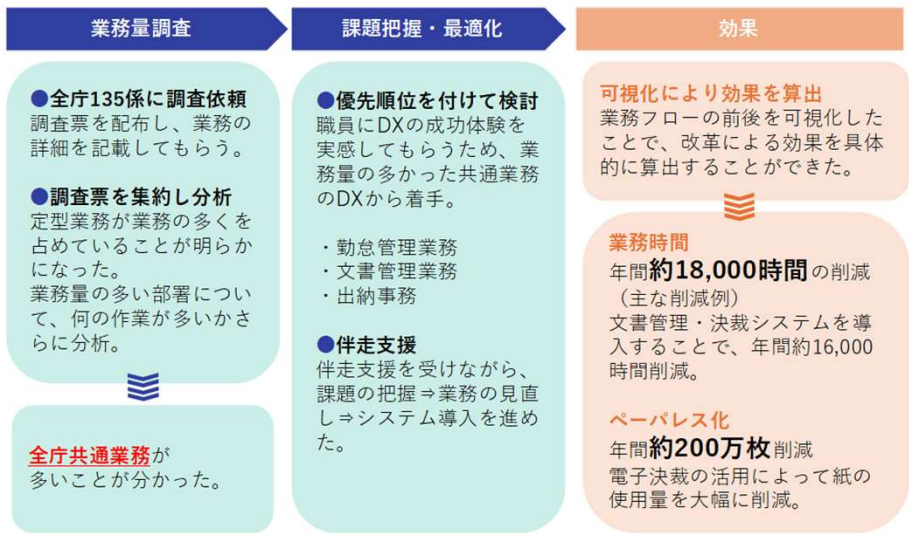 業務量調査
●全庁135係に調査依頼
調査票を配布し、業務の
詳細を記載してもらう。
●調査票を集約し分析
定型業務が業務の多くを
占めていることが明らか
になった。
業務量の多い部署につい
て、何の作業が多いかさ
らに分析。
全庁共通業務が
多いことが分かった。
課題把握・最適化
●優先順位を付けて検討
職員にDXの成功体験を
実感してもらうため、業
務量の多かった共通業務
のDXから着手。
・勤怠管理業務
・文書管理業務
・出納事務
●伴走支援
伴走支援を受けながら、
課題の把握⇒業務の見直
し⇒システム導入を進め
た。
効果
可視化により効果を算出
業務フローの前後を可視化した
ことで、改革による効果を具体
的に算出することができた。
業務時間
年間約18,000時間の削減
（主な削減例）
文書管理・決裁システムを導
入することで、年間約16,000
時間削減。
ペーパレス化
年間約200万枚削減
電子決裁の活用によって紙の
使用量を大幅に削減。